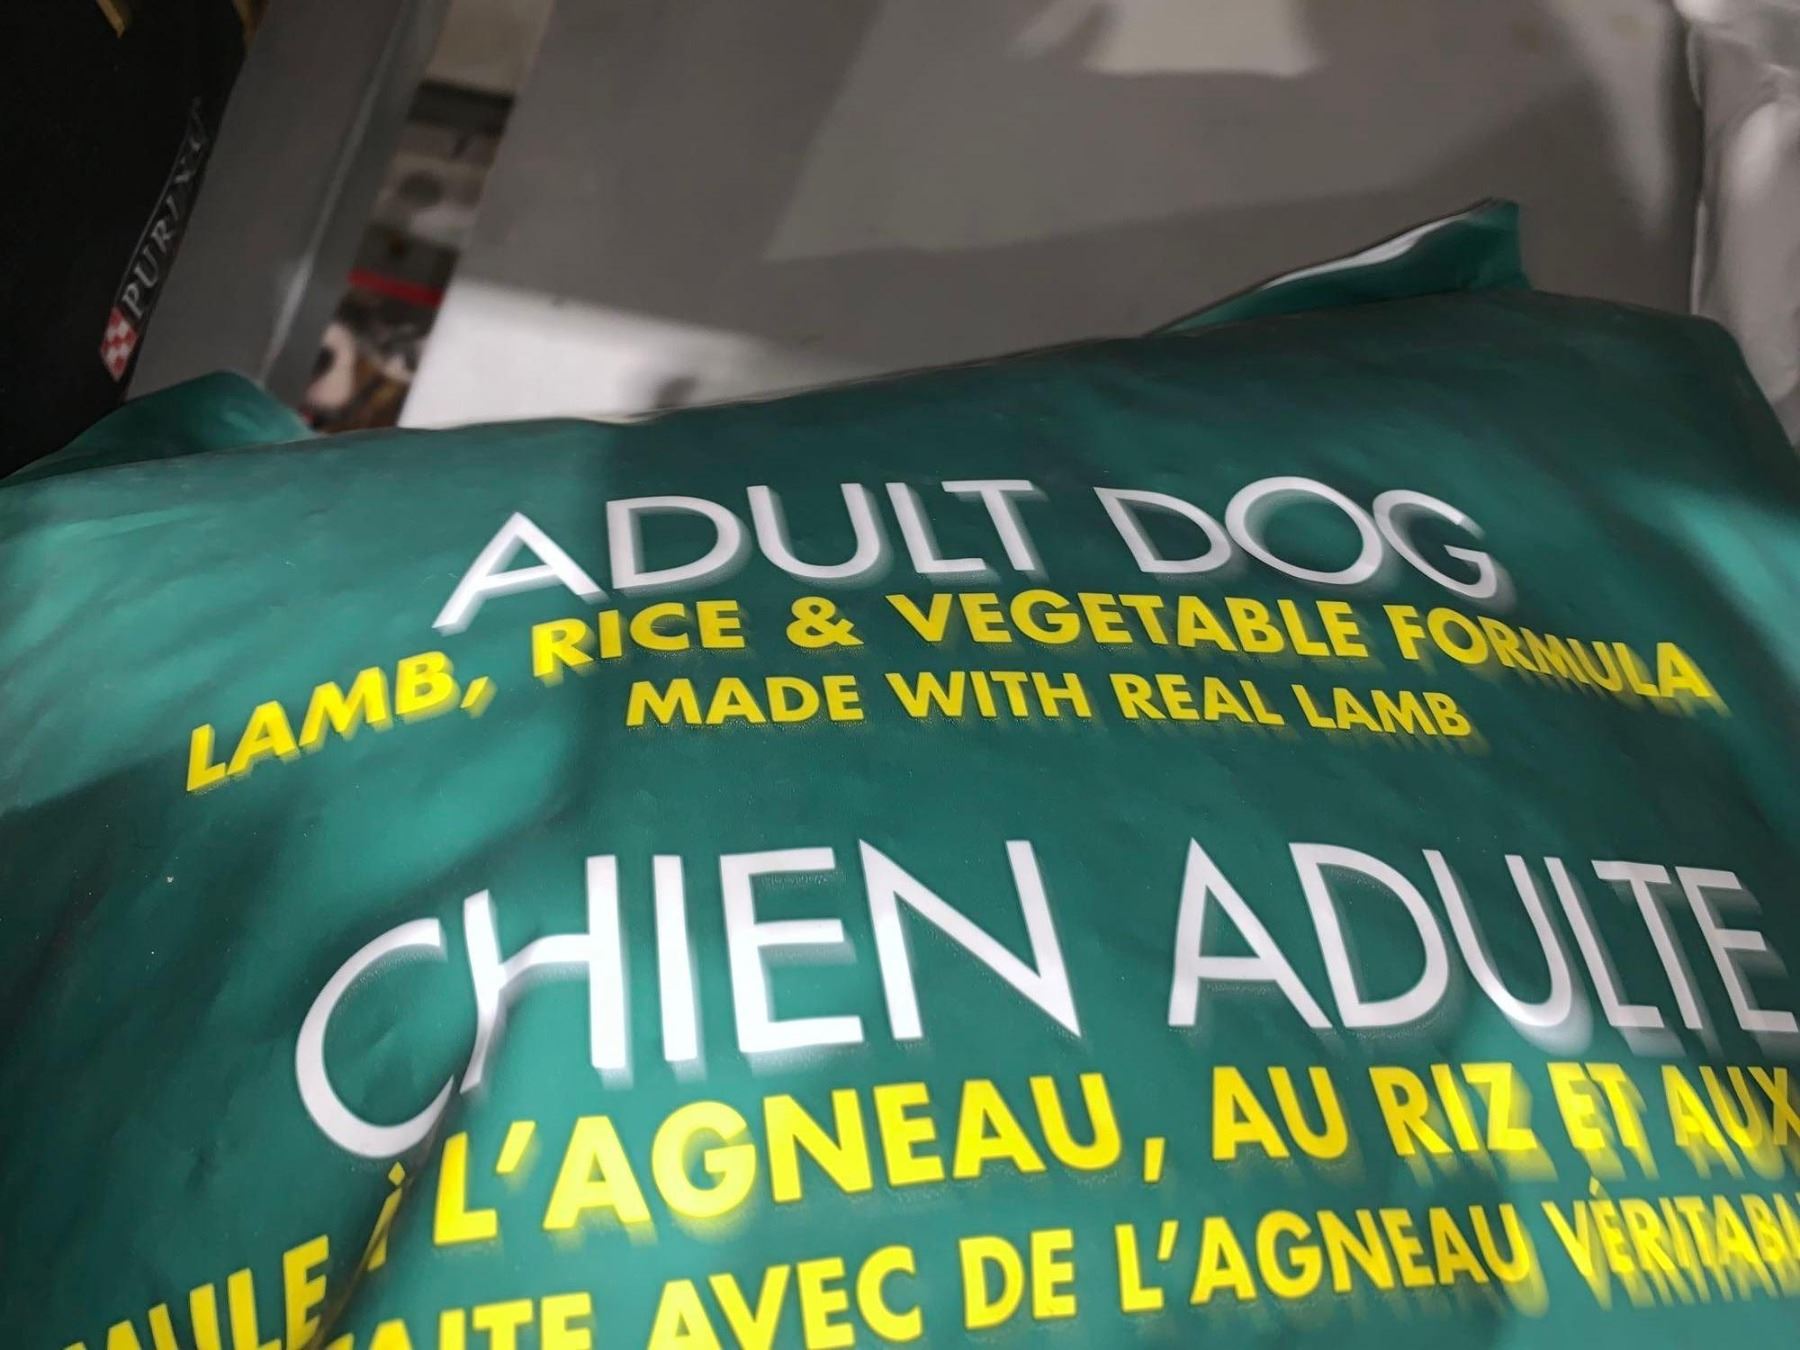 PURINA
ADULT DOG
LAMB, RICE & VEGETABLE FORMULA
MADE WITH REAL LAMB
CHIEN ADULTE
L'AGNEAU, AU RIZ ET AUX
AVEC DE L'AGNEAU